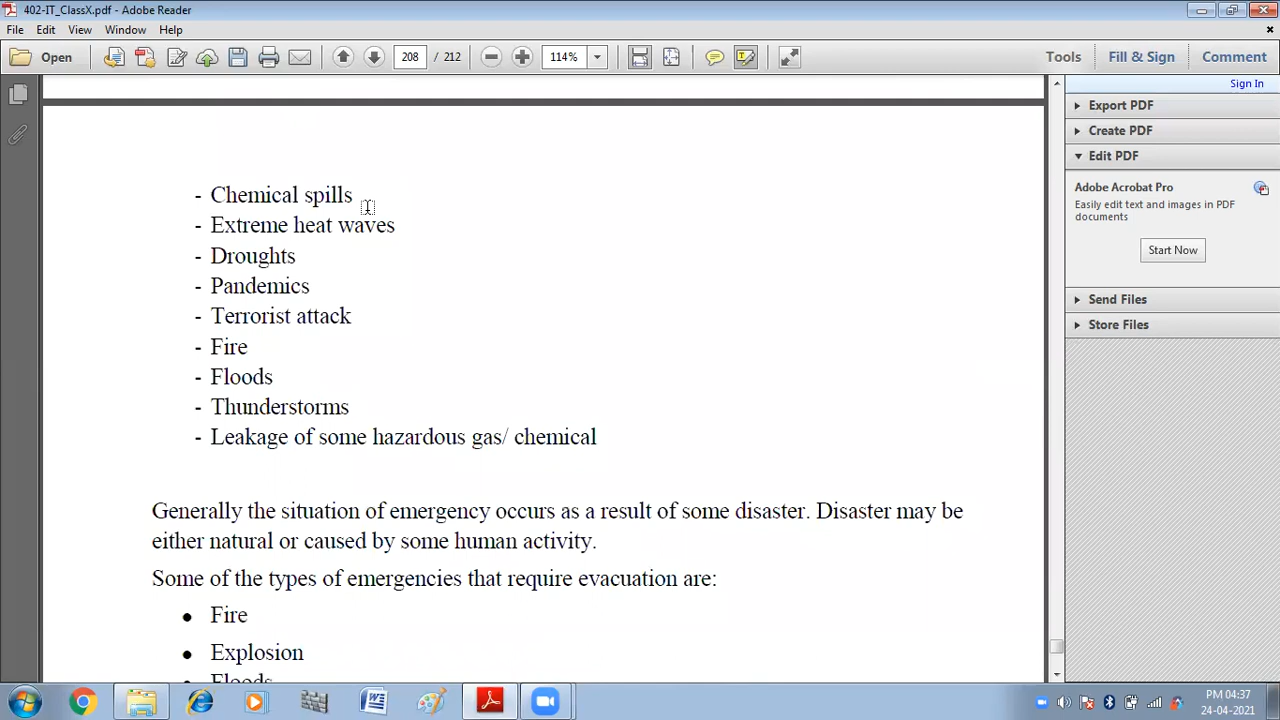 402-IT_ClassX.pdf - Adobe Reader
File Edit View Window Help
Open 208 / 212 114% Tools Fill & Sign Comment
Sign In
Export PDF
Create PDF
Edit PDF
Adobe Acrobat Pro
Easily edit text and images in PDF
documents
Start Now
Send Files
Store Files
- Chemical spills
- Extreme heat waves
- Droughts
- Pandemics
- Terrorist attack
- Fire
- Floods
- Thunderstorms
- Leakage of some hazardous gas/ chemical
Generally the situation of emergency occurs as a result of some disaster. Disaster may be
either natural or caused by some human activity.
Some of the types of emergencies that require evacuation are:
• Fire
• Explosion
• Floods
PM 04:37
24-04-2021